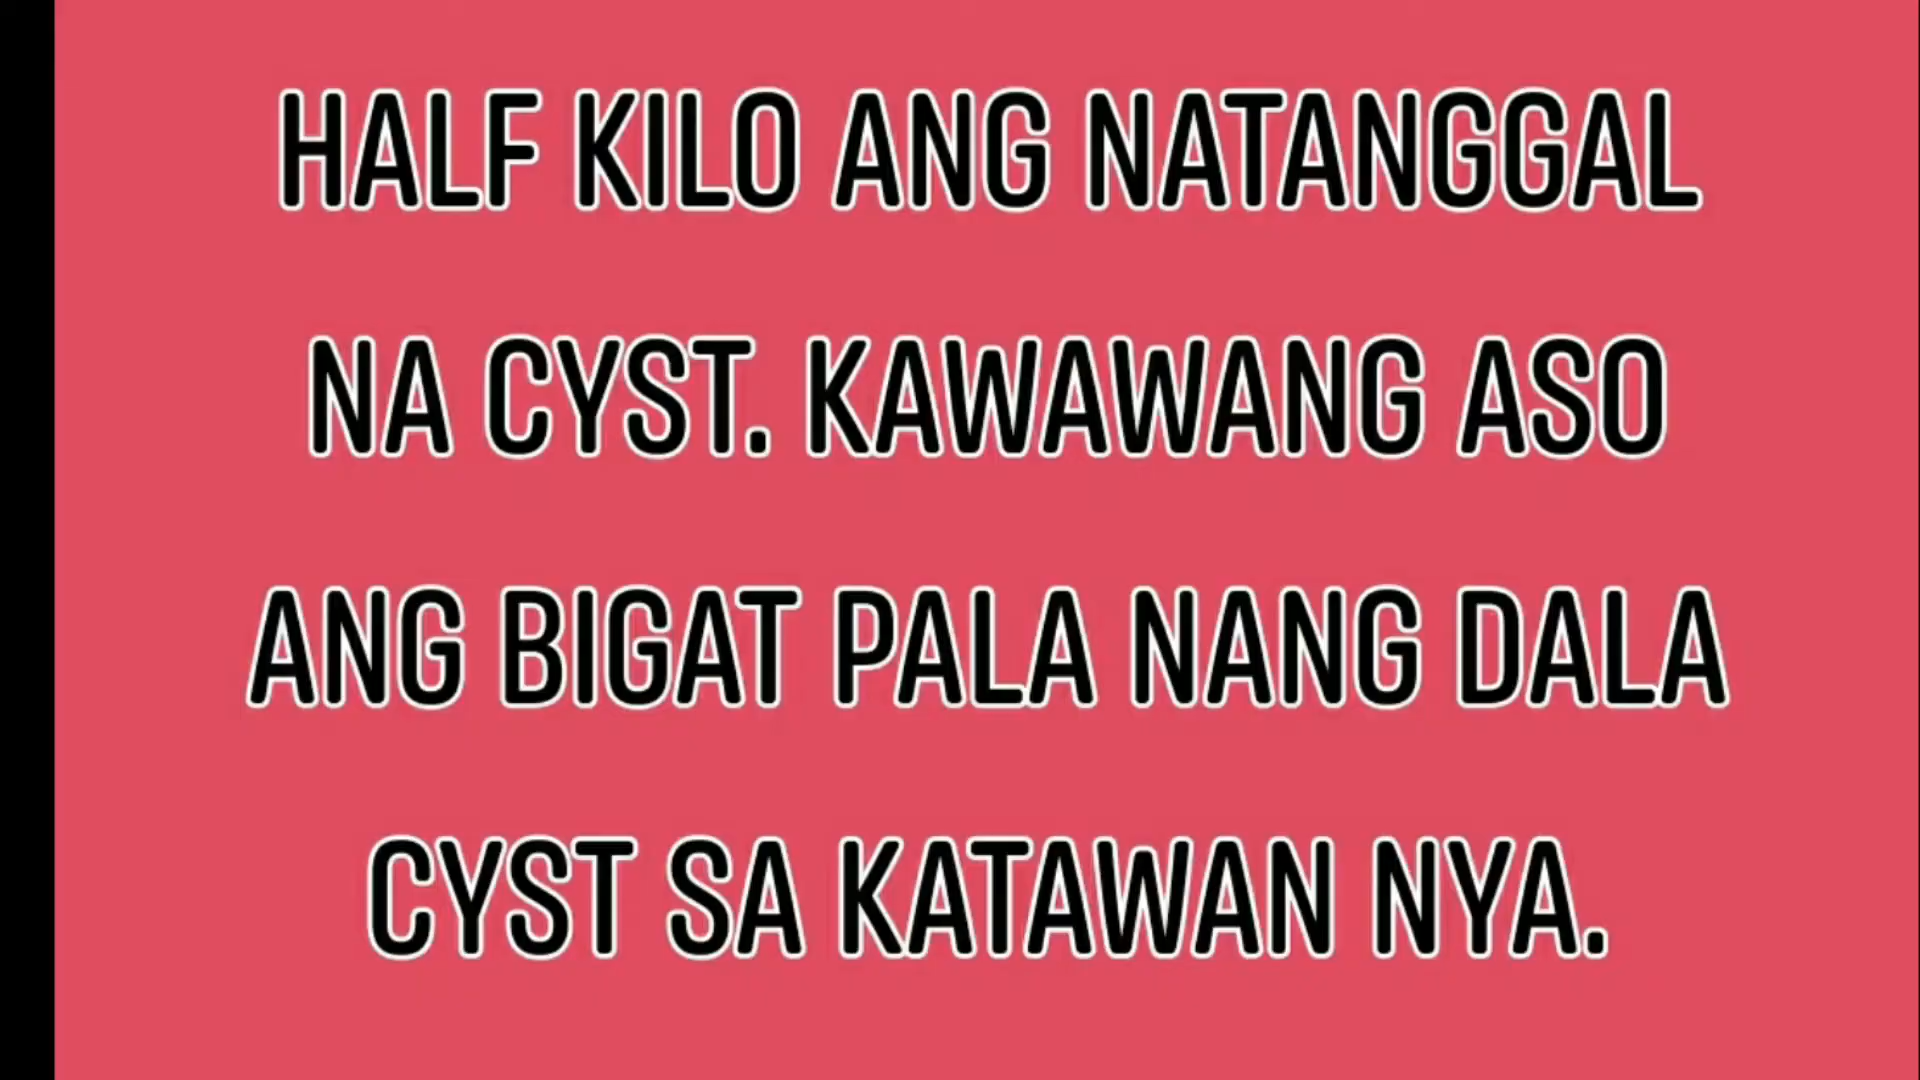 HALF KILO ANG NATANGGAL
NA CYST. KAWAWANG ASO
ANG BIGAT PALA NANG DALA
CYST SA KATAWAN NYA.